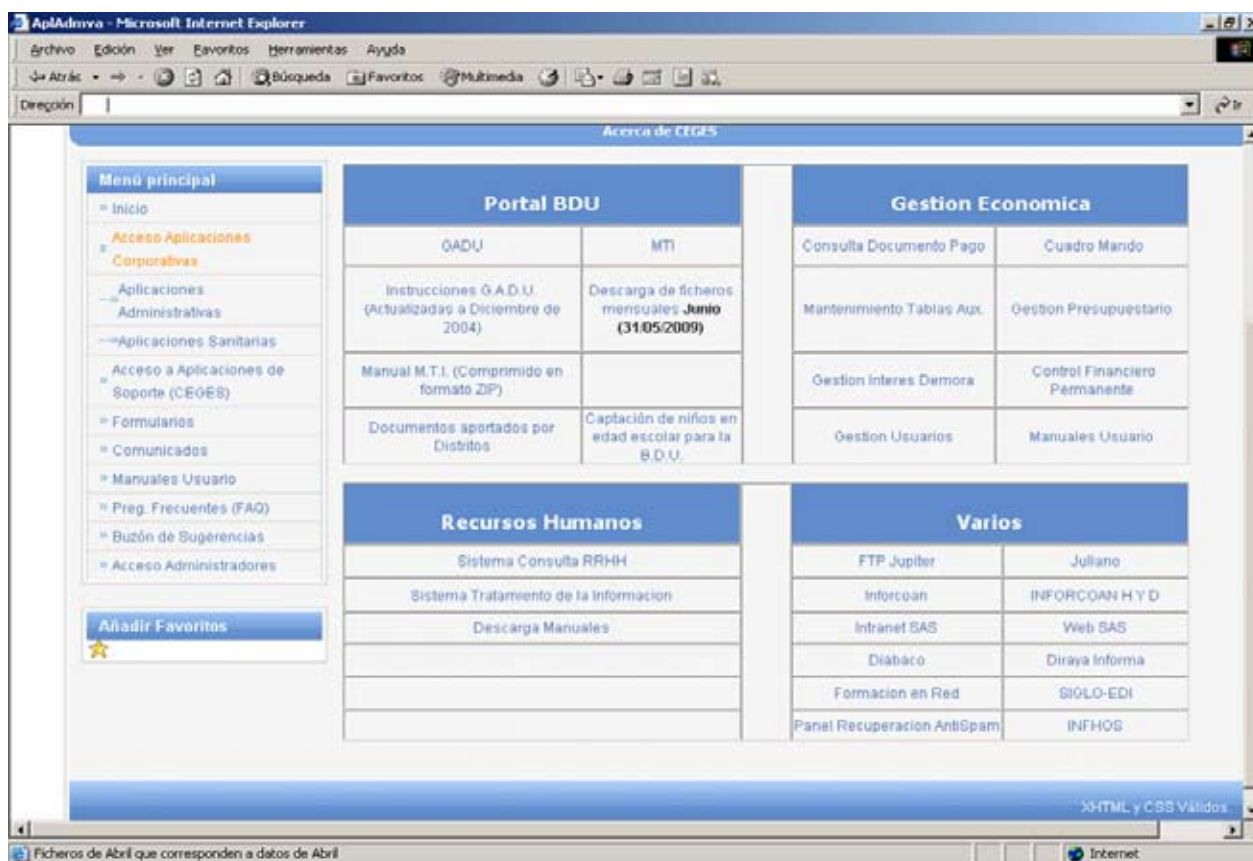 AplAdmva - Microsoft Internet Explorer
Archivo Edición Ver Favoritos Herramientas Ayuda
Atrás Búsqueda Favoritos Multimedia
Dirección Ir
Acerca de CEGES
Menú principal
Inicio
Acceso Aplicaciones
Corporativas
Aplicaciones
Administrativas
Aplicaciones Sanitarias
Acceso a Aplicaciones de
Soporte (CEGES)
Formularios
Comunicados
Manuales Usuario
Preg. Frecuentes (FAQ)
Buzón de Sugerencias
Acceso Administradores
Añadir Favoritos
Portal BDU
GADU MTI
Instrucciones G.A.D.U.
(Actualizadas a Diciembre de
2004)
Descarga de ficheros
mensuales Junio
(31/05/2009)
Manual M.T.I. (Comprimido en
formato ZIP)
Documentos aportados por
Distritos
Captación de niños en
edad escolar para la
B.D.U.
Gestion Economica
Consulta Documento Pago Cuadro Mando
Mantenimiento Tablas Aux. Gestion Presupuestario
Gestion Interes Demora
Control Financiero
Permanente
Gestion Usuarios Manuales Usuario
Recursos Humanos
Sistema Consulta RRHH
Sistema Tratamiento de la Informacion
Descarga Manuales
Varios
FTP Jupiter Juliano
Inforcoan INFORCOAN H Y D
Intranet SAS Web SAS
Diabaco Diraya Informa
Formacion en Red SIGLO-EDI
Panel Recuperacion AntiSpam INFHOS
XHTML y CSS Válidos
Ficheros de Abril que corresponden a datos de Abril Internet